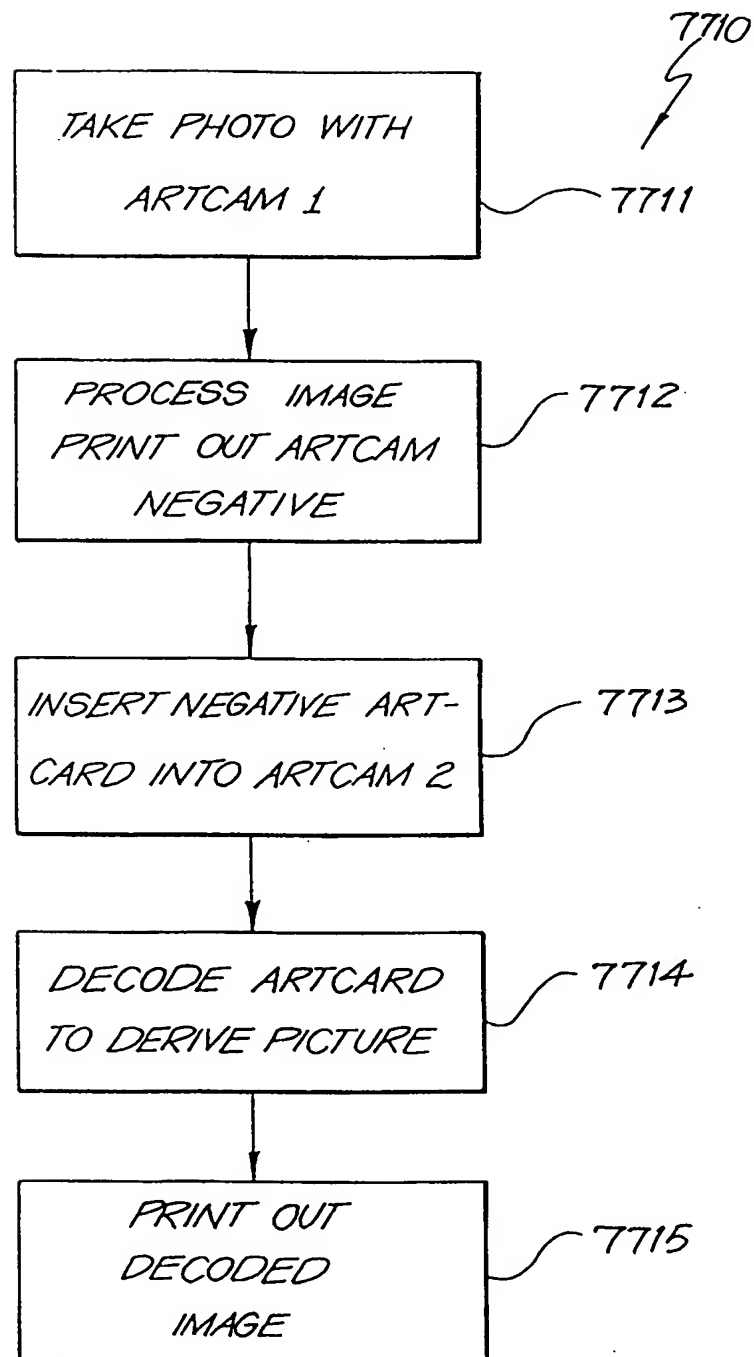 7710
TAKE PHOTO WITH
ARTCAM 1
7711
PROCESS IMAGE
PRINT OUT ARTCAM
NEGATIVE
7712
INSERT NEGATIVE ART-
CARD INTO ARTCAM 2
7713
DECODE ARTCARD
TO DERIVE PICTURE
7714
PRINT OUT
DECODED
IMAGE
7715